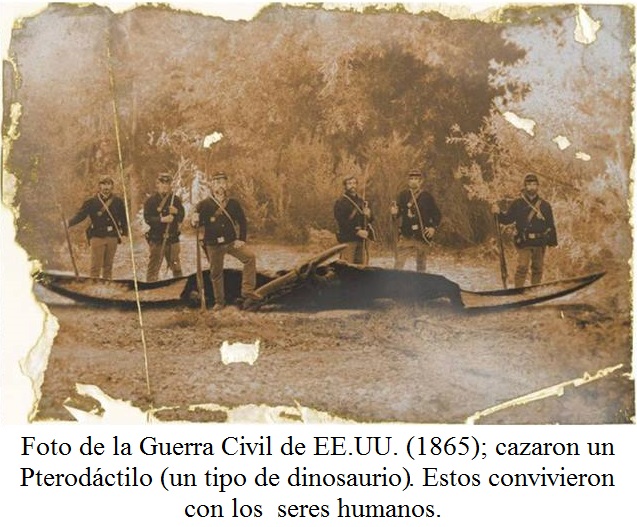 Foto de la Guerra Civil de EE.UU. (1865); cazaron un
Pterodáctilo (un tipo de dinosaurio). Estos convivieron
con los  seres humanos.